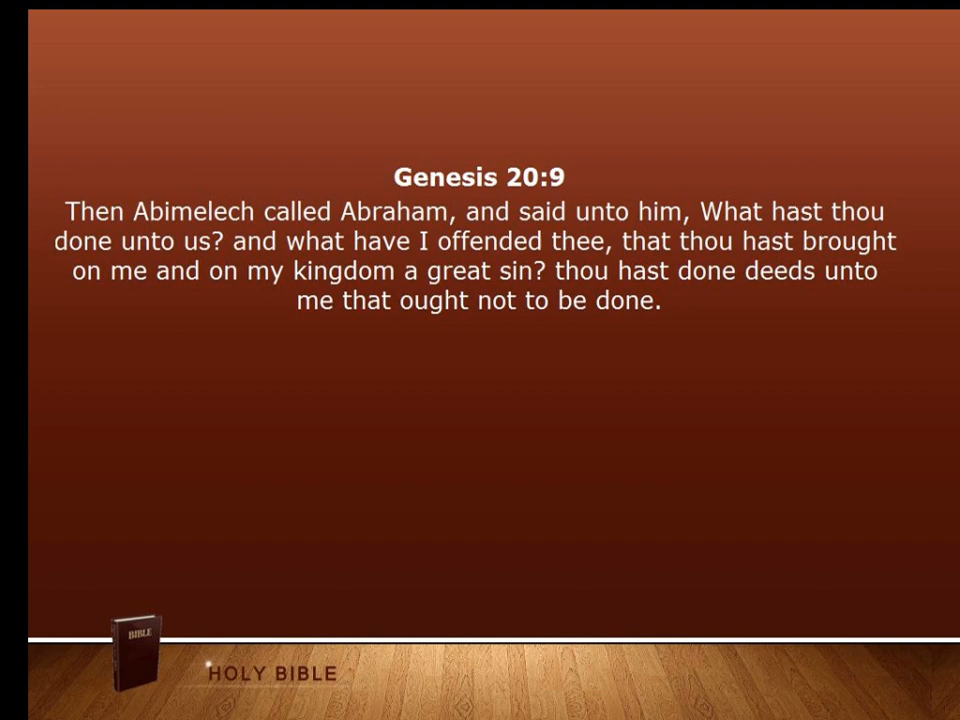 Genesis 20:9
Then Abimelech called Abraham, and said unto him, What hast thou
done unto us? and what have I offended thee, that thou hast brought
on me and on my kingdom a great sin? thou hast done deeds unto
me that ought not to be done.
BIBLE
HOLY BIBLE